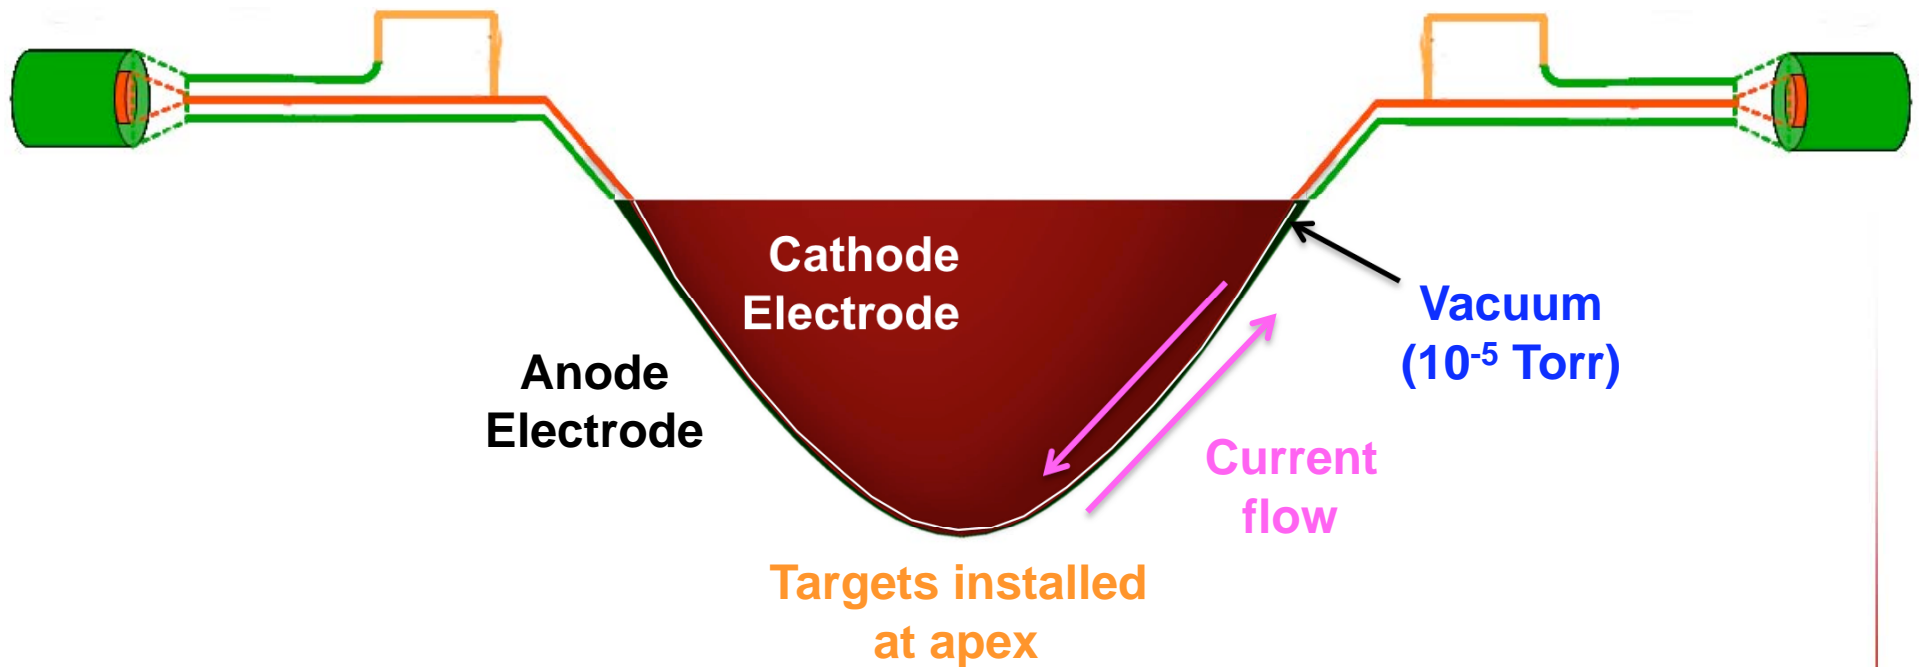 Cathode
Electrode
Anode
Electrode
Vacuum
(10⁻⁵ Torr)
Current
flow
Targets installed
at apex